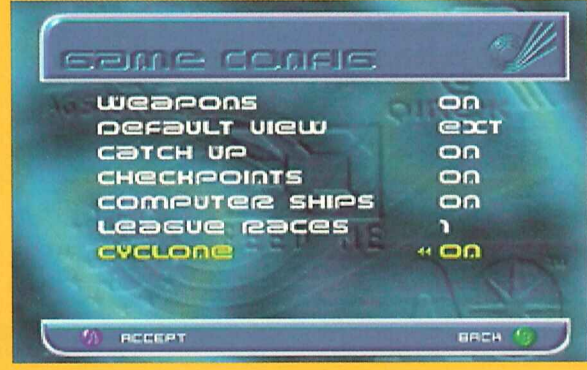 GAME CONFIG
WEAPONS ON
DEFAULT VIEW EXT
CATCH UP ON
CHECKPOINTS ON
COMPUTER SHIPS ON
LEAGUE RACES 1
CYCLONE ON
ACCEPT BACK